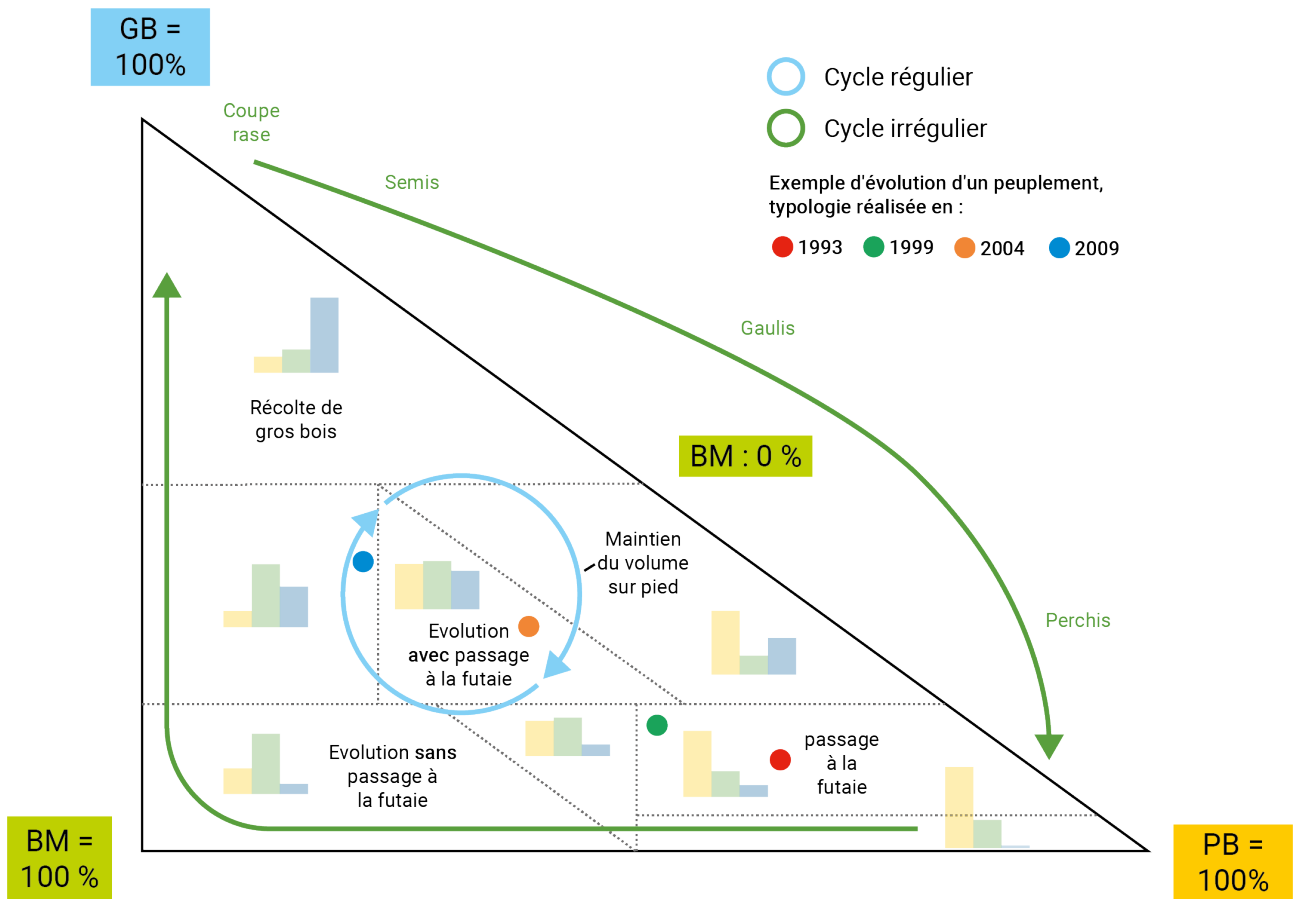 GB =
100%
Cycle régulier
Cycle irrégulier
Exemple d'évolution d'un peuplement,
typologie réalisée en :
1993
1999
2004
2009
Coupe
rase
Semis
Gaulis
Perchis
Récolte de
gros bois
BM : 0 %
Maintien
du volume
sur pied
Evolution
avec passage
à la futaie
Evolution sans
passage à
la futaie
passage
à la
futaie
BM =
100 %
PB =
100%